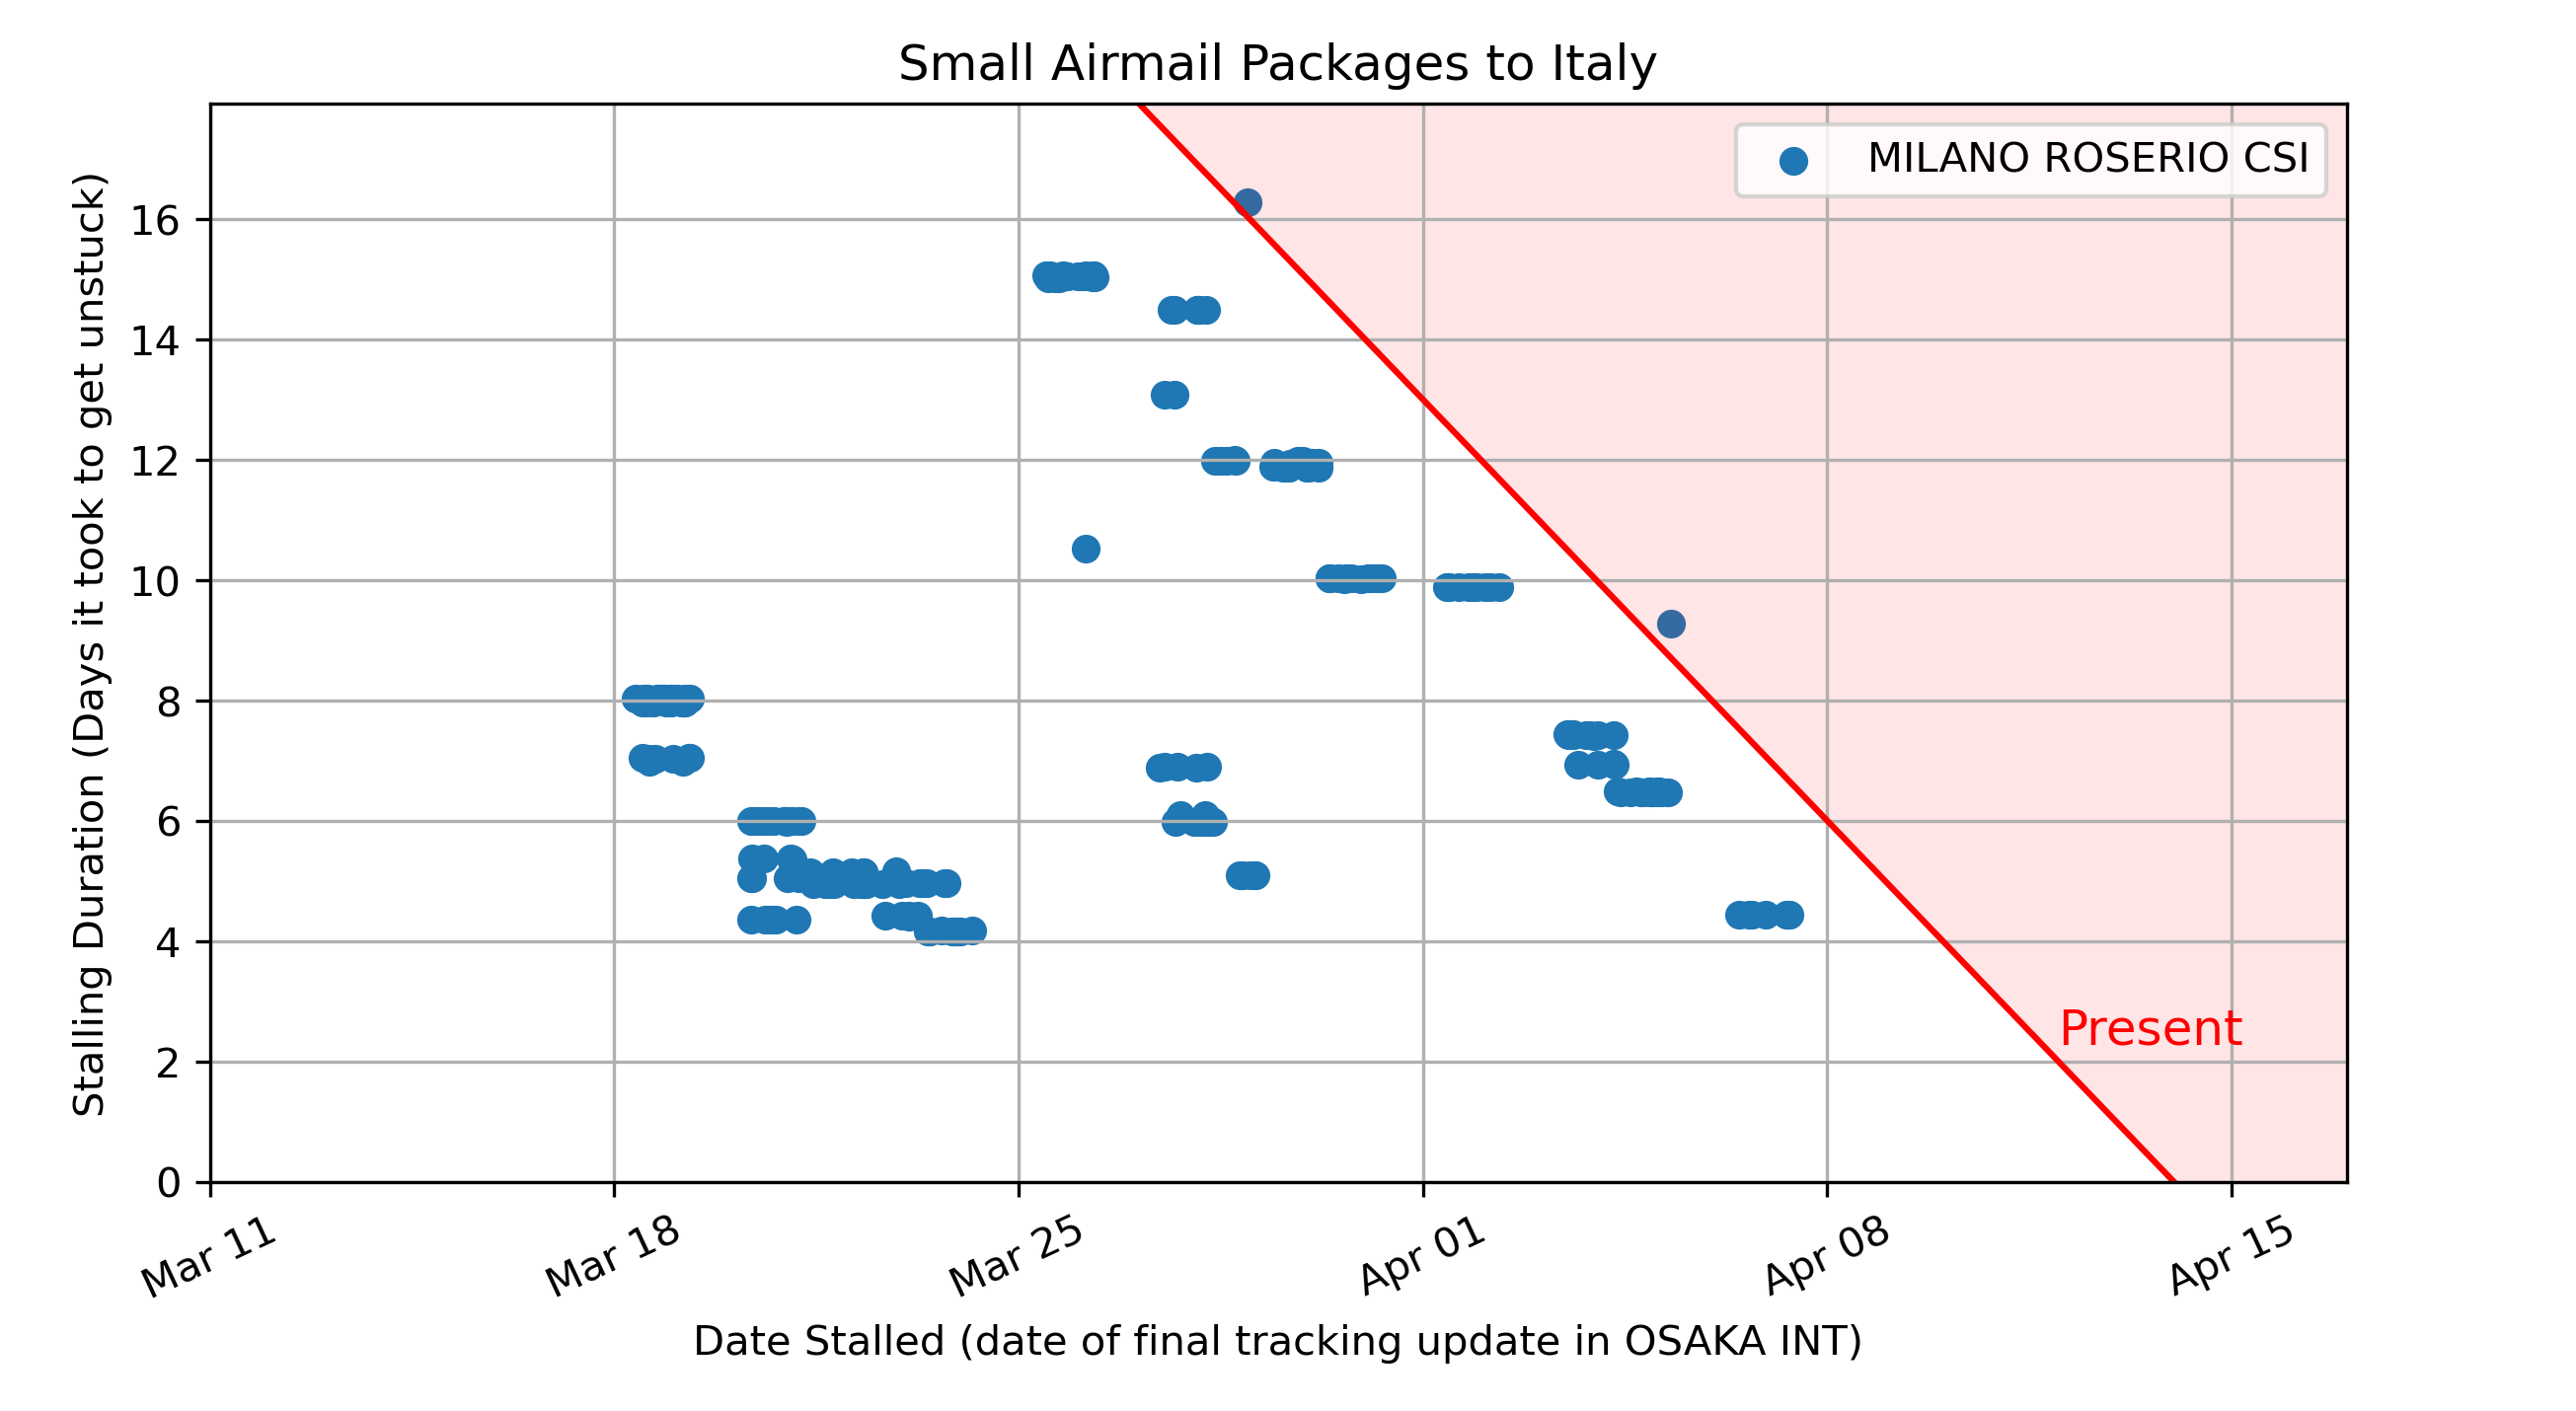 Small Airmail Packages to Italy
MILANO ROSERIO CSI
Stalling Duration (Days it took to get unstuck)
16
14
12
10
8
6
4
2
0
Present
Mar 11
Mar 18
Mar 25
Apr 01
Apr 08
Apr 15
Date Stalled (date of final tracking update in OSAKA INT)